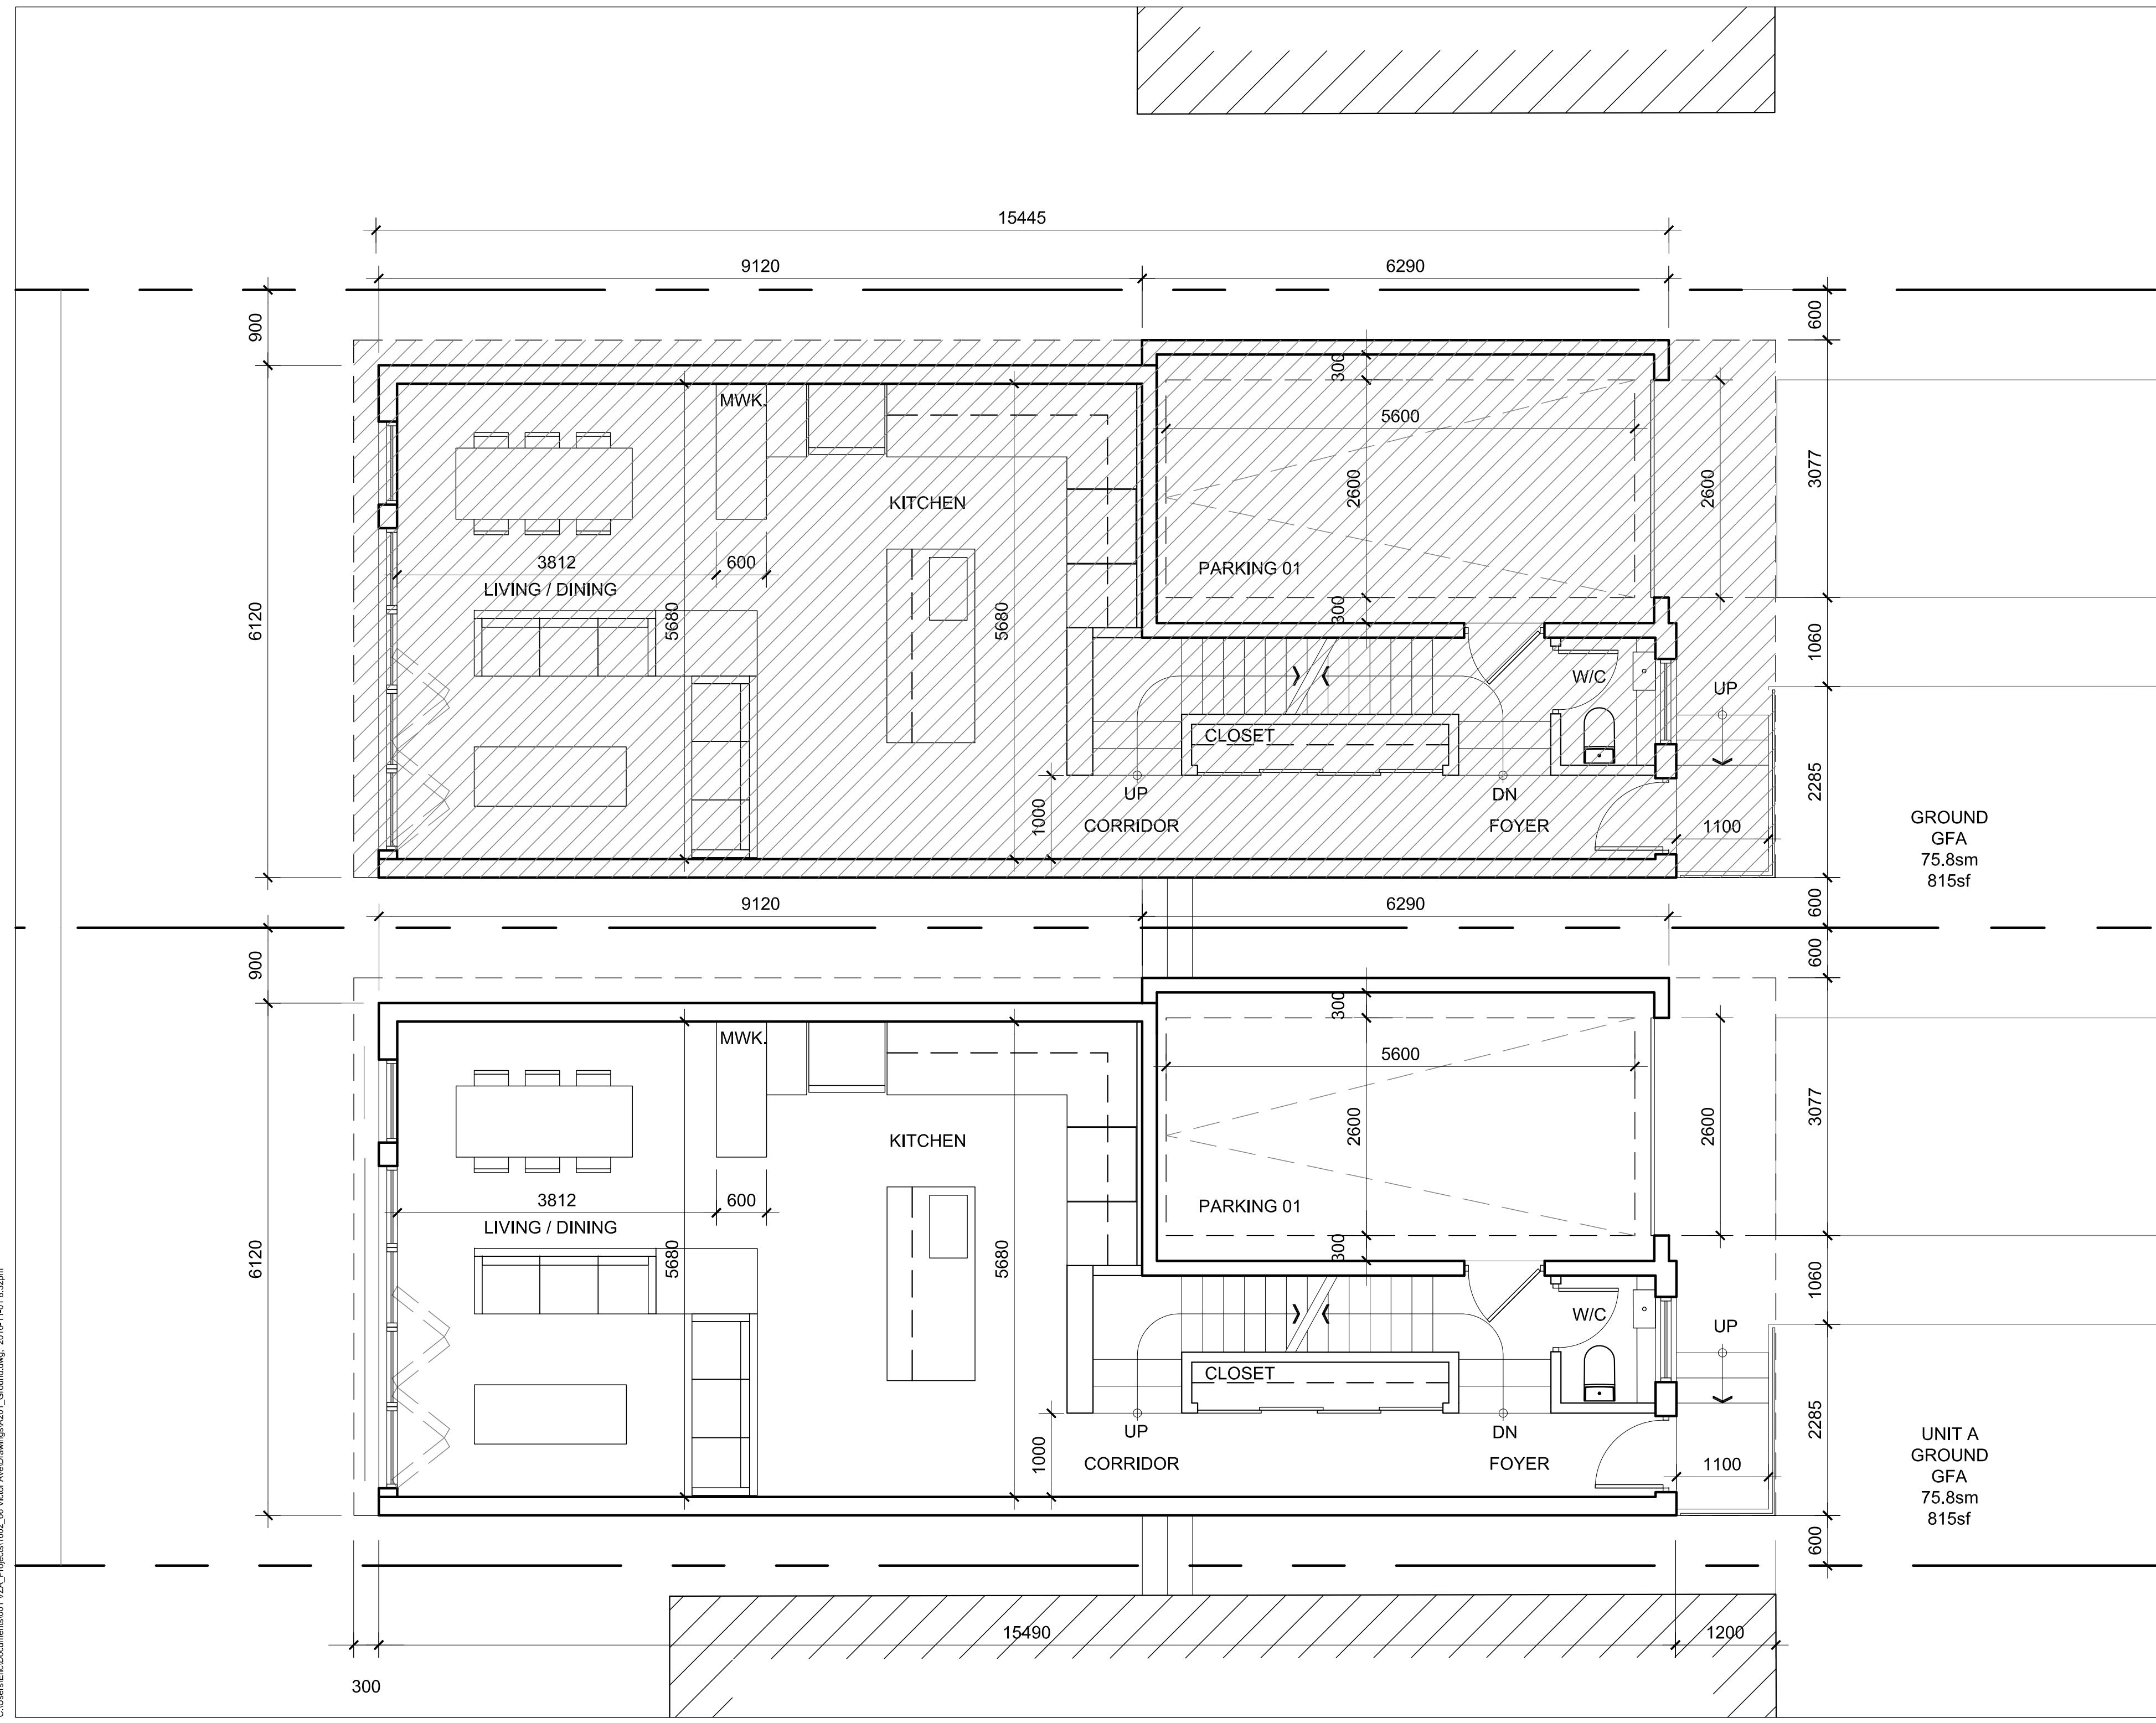 15445
9120
6290
900
600
300
MWK.
5600
3077
2600
2600
KITCHEN
3812
600
PARKING 01
LIVING / DINING
6120
5680
5680
300
1060
W/C
UP
CLOSET
2285
UP
DN
1000
CORRIDOR
FOYER
1100
GROUND
GFA
75.8sm
815sf
9120
6290
600
900
600
300
MWK.
5600
3077
2600
2600
KITCHEN
3812
600
PARKING 01
LIVING / DINING
6120
5680
5680
300
1060
W/C
UP
CLOSET
2285
UP
DN
1000
CORRIDOR
FOYER
1100
UNIT A
GROUND
GFA
75.8sm
815sf
600
15490
1200
300